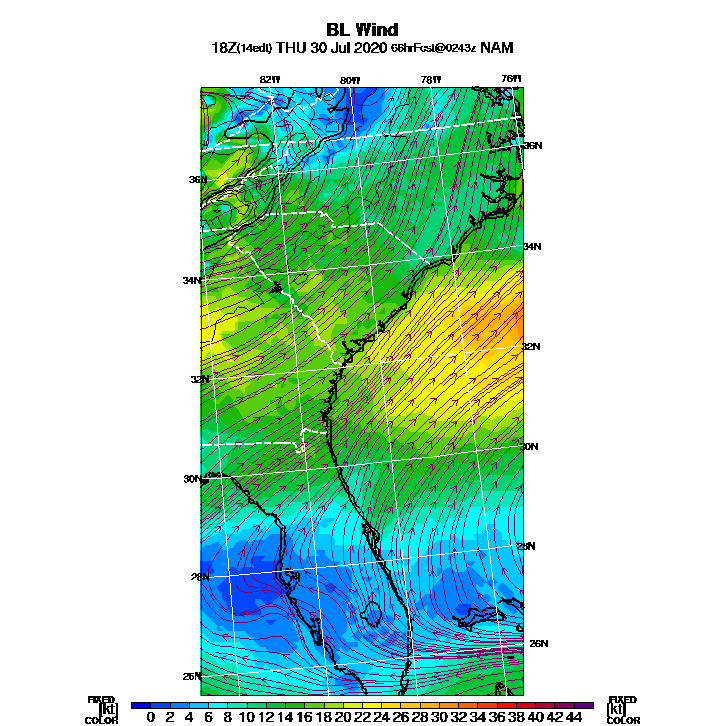 BL Wind
18Z(14edt) THU 30 Jul 2020 66hrFcst@0243z NAM
82W 80W 78W 76W
36N
36N
34N
34N
32N
32N
30N
30N
28N
28N
26N
26N
FIXED FIXED
[kt] 0 2 4 6 8 10 12 14 16 18 20 22 24 26 28 30 32 34 36 38 40 42 44 [kt]
COLOR COLOR